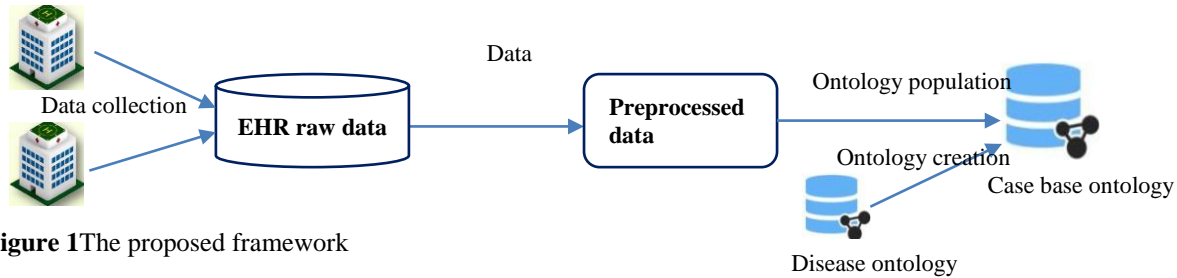 Data
Data collection
EHR raw data
Preprocessed
data
Ontology population
Ontology creation
Case base ontology
Disease ontology
igure 1The proposed framework